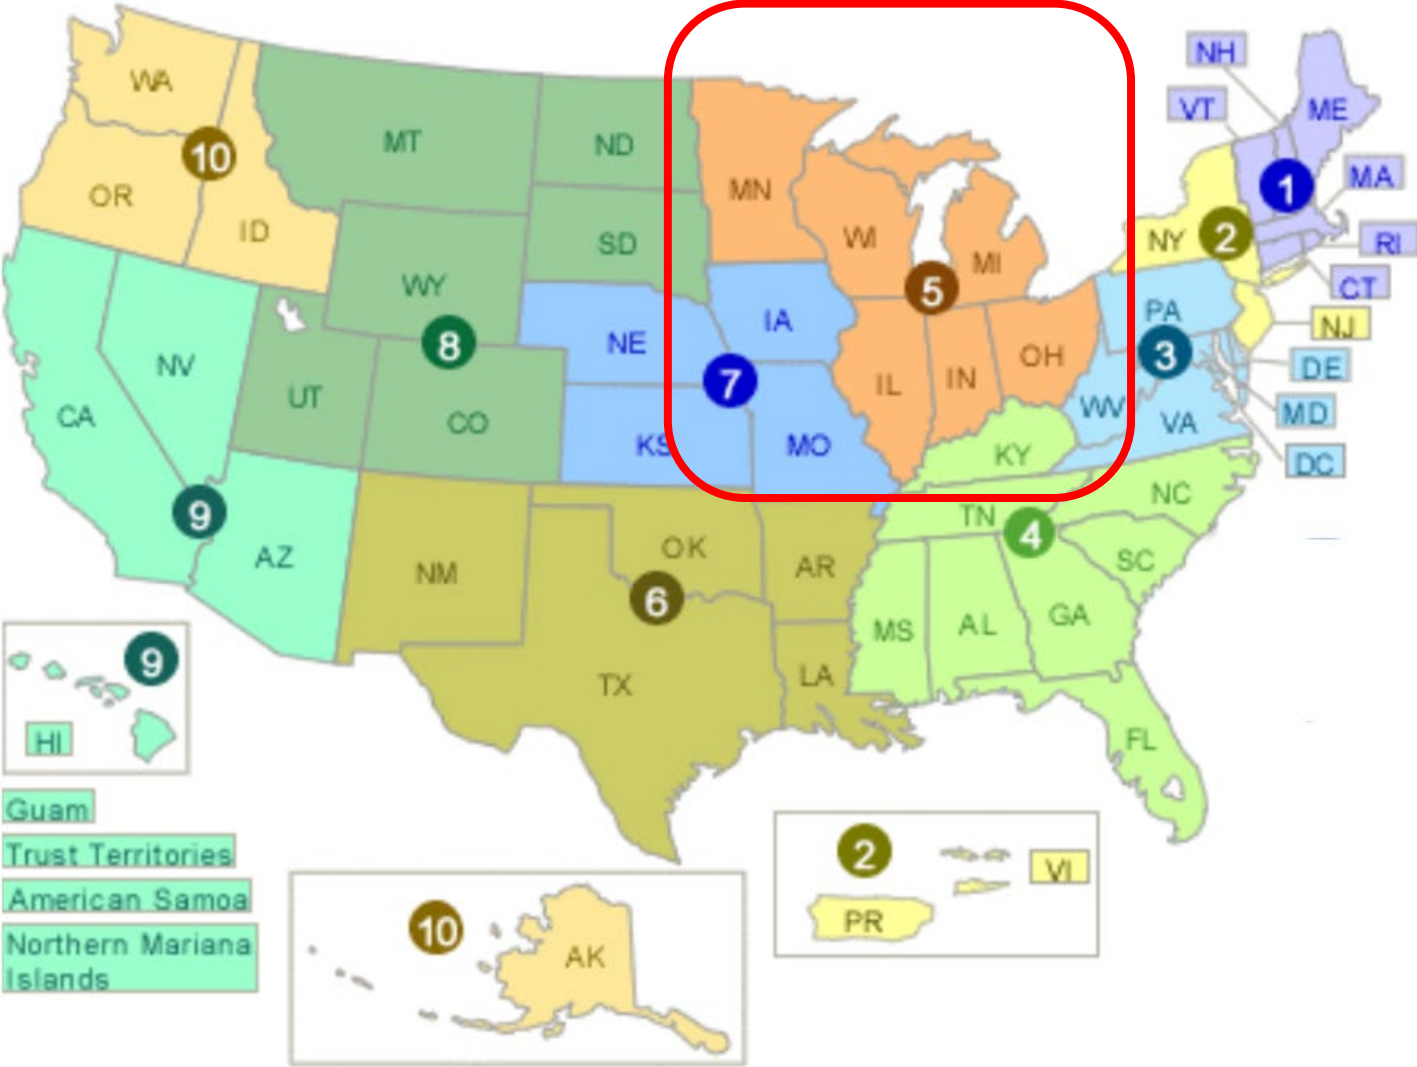 NH
WA
VT
ME
MT
ND
10
MN
MA
OR
1
ID
WI
NY
2
RI
SD
MI
WY
5
CT
PA
IA
NJ
NE
8
3
OH
DE
NV
7
IL
IN
UT
WV
MD
CA
CO
VA
KS
MO
KY
DC
NC
9
TN
4
OK
AZ
NM
AR
SC
6
GA
MS
AL
9
TX
LA
HI
FL
Guam
2
Trust Territories
VI
American Samoa
10
PR
Northern Mariana
Islands
AK